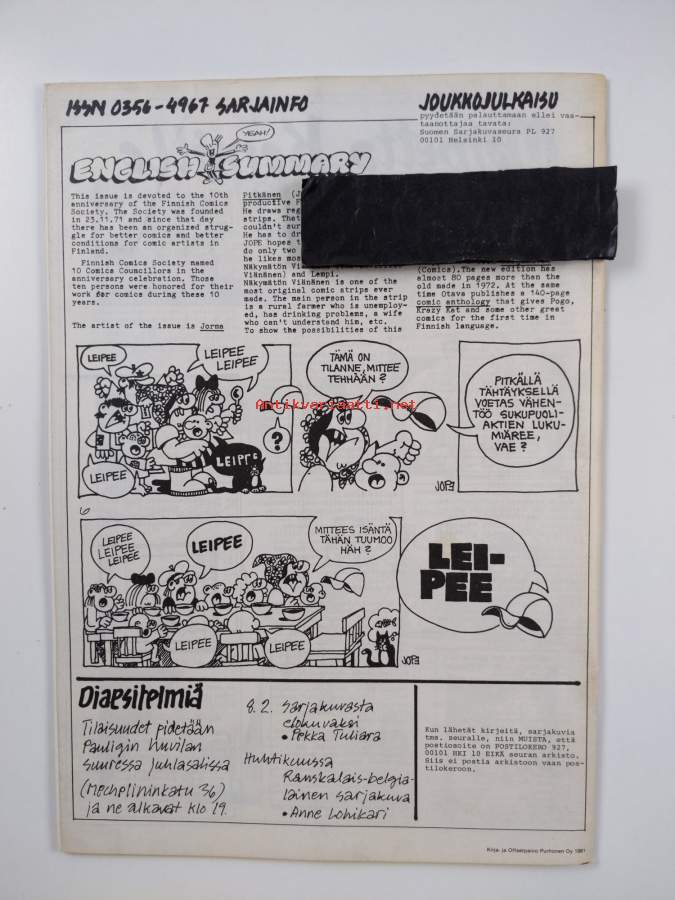 ISSN 0356-4967 SARJAINFO
JOUKKOJULKAISU
pyydetään palauttamaan ellei vas-
taanottajaa tavata:
Suomen Sarjakuvaseura PL 927
00101 Helsinki 10
YEAH!
ENGLISH SUMMARY
This issue is devoted to the 10th
anniversary of the Finnish Comics
Society. The Society was founded
in 23.11.71 and since that day
there has been an organized strug-
gle for better comics and better
conditions for comic artists in
Finland.
Finnish Comics Society named
10 Comics Councillors in the
anniversary celebration. Those
ten persons were honored for their
work for comics during these 10
years.
The artist of the issue is Jorma
Pitkänen
productive
He draws
strips. That
couldn't
He has to
JOPE hopes
do only two
he likes
Näkymätön
Viänänen) and Lempi.
Näkymätön Viänänen is one of the
most original comic strips ever
made. The main person in the strip
is a rural farmer who is unemploy-
ed, has drinking problems, a wife
who can't understand him, etc.
To show the possibilities of this
(Comics).The new edition has
almost 80 pages more than the
old made in 1972. At the same
time Otava publishes a 140-page
comic anthology that gives Pogo,
Krazy Kat and some other great
comics for the first time in
Finnish language.
LEIPEE
LEIPEE
LEIPEE
LEIPEE
LEIPEE
?
TÄMÄ ON
TILANNE, MITTEE
TEHHÄÄN?
PITKÄLLÄ
TÄHTÄYKSELLÄ
VOETAS VÄHEN-
TÖÖ SUKUPUOLI-
AKTIEN LUKU-
MIÄREE,
VAE?
JOPE
Antikvariaatti.net
6
LEIPEE
LEIPEE
LEIPEE
LEIPEE
MITTEES ISÄNTÄ
TÄHÄN TUUMOO
HÄH?
LEIPEE
LEIPEE
LEI-
PEE
JOPE
Diaesitelmiä
Tilaisuudet pidetään
Pauligin huvilan
suuressa juhlasalissa
(Mechelininkatu 36)
ja ne alkavat klo 19.
8.2. Sarjakuvasta
elokuvaksi
• Pekka Tuliara
Huhtikuussa
Ranskalais-belgia-
lainen sarjakuva
• Anne Lohikari
Kun lähetät kirjeitä, sarjakuvia
tms. seuralle, niin MUISTA, että
postiosoite on POSTILOKERO 927,
00101 HKI 10 EIKÄ seuran arkisto.
Siis ei postia arkistoon vaan pos-
tilokeroon.
Kirja- ja Offsetpaino Purhonen Oy 1981